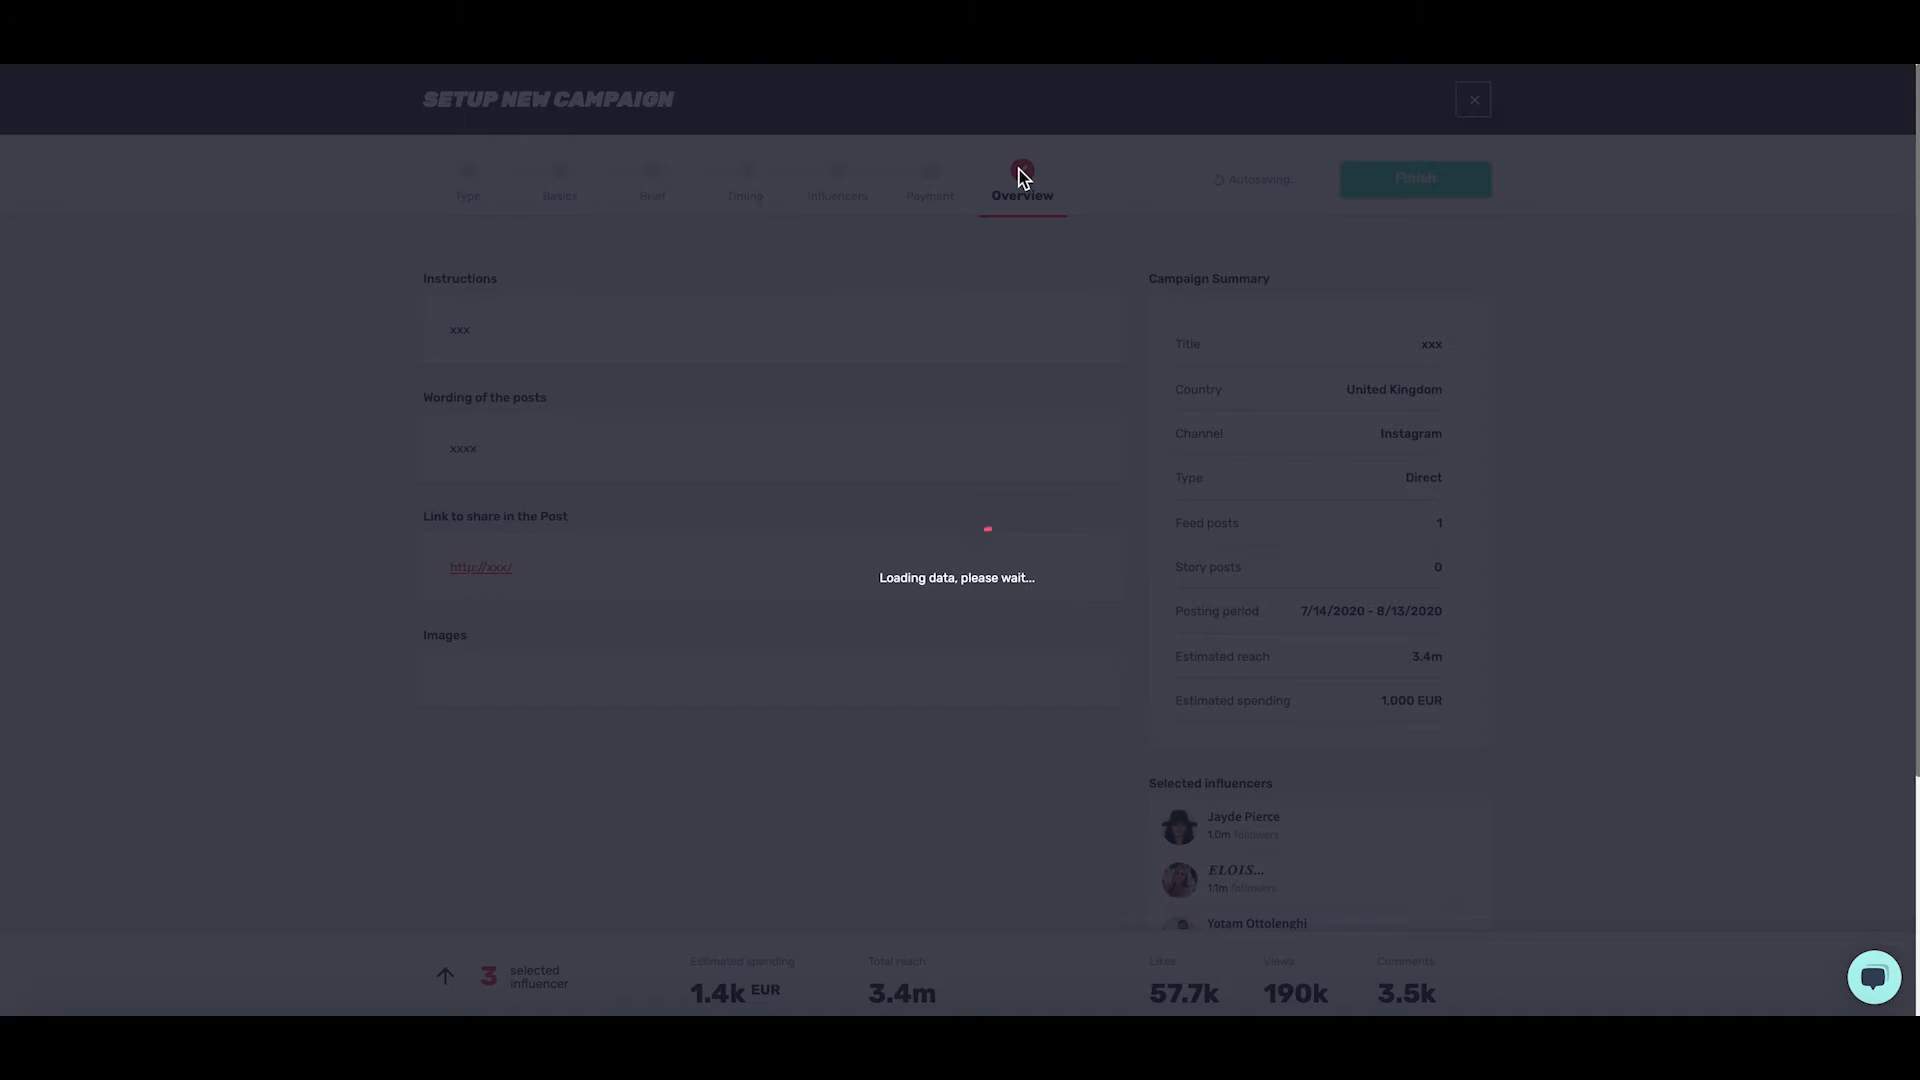 SETUP NEW CAMPAIGN
Type
Basics
Brief
Timing
Influencers
Payment
Overview
Autosaving..
Finish
Instructions
xxx
Wording of the posts
xxxx
Link to share in the Post
http://xxx/
Images
Loading data, please wait...
Campaign Summary
Title xxx
Country United Kingdom
Channel Instagram
Type Direct
Feed posts 1
Story posts 0
Posting period 7/14/2020 - 8/13/2020
Estimated reach 3.4m
Estimated spending 1,000 EUR
Selected influencers
Jayde Pierce
1.0m followers
ELOIS...
1.1m followers
Yotam Ottolenghi
3 selected
influencer
Estimated spending
1.4k EUR
Total reach
3.4m
Likes
57.7k
Views
190k
Comments
3.5k